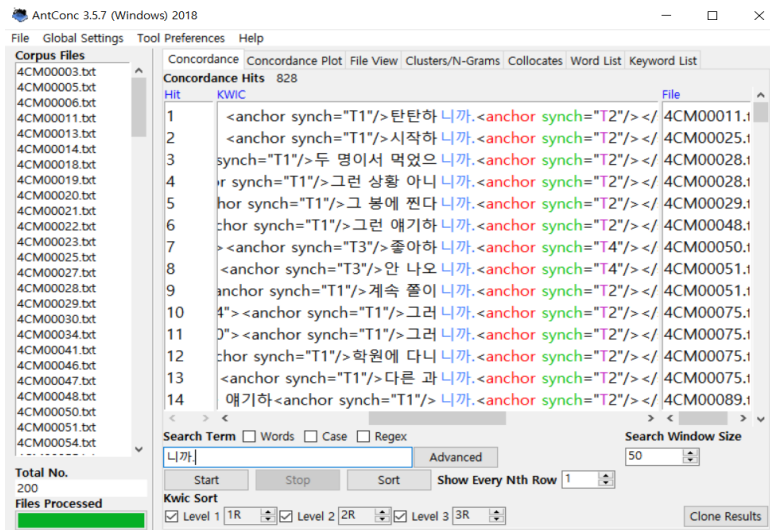 AntConc 3.5.7 (Windows) 2018
File Global Settings Tool Preferences Help
Corpus Files
4CM00003.txt
4CM00005.txt
4CM00006.txt
4CM00011.txt
4CM00013.txt
4CM00014.txt
4CM00018.txt
4CM00019.txt
4CM00020.txt
4CM00021.txt
4CM00022.txt
4CM00023.txt
4CM00025.txt
4CM00027.txt
4CM00028.txt
4CM00029.txt
4CM00030.txt
4CM00034.txt
4CM00041.txt
4CM00046.txt
4CM00047.txt
4CM00048.txt
4CM00050.txt
4CM00051.txt
4CM00054.txt
Total No.
200
Files Processed
Concordance Concordance Plot File View Clusters/N-Grams Collocates Word List Keyword List
Concordance Hits 828
Hit KWIC File
1 <anchor synch="T1"/>탄탄하니까.<anchor synch="T2"/></ 4CM00011.t
2 <anchor synch="T1"/>시작하니까.<anchor synch="T2"/></ 4CM00025.t
3 synch="T1"/>두 명이서 먹었으니까.<anchor synch="T2"/></ 4CM00028.t
4 r synch="T1"/>그런 상황 아니니까.<anchor synch="T2"/></ 4CM00028.t
5 hor synch="T1"/>그 봉에 찐다니까.<anchor synch="T2"/></ 4CM00029.t
6 chor synch="T1"/>그런 얘기하니까.<anchor synch="T2"/></ 4CM00048.t
7 ><anchor synch="T3"/>좋아하니까.<anchor synch="T4"/></ 4CM00050.t
8 <anchor synch="T3"/>안 나오니까.<anchor synch="T4"/></ 4CM00051.t
9 anchor synch="T1"/>계속 쫄이니까.<anchor synch="T2"/></ 4CM00051.t
10 4"><anchor synch="T1"/>그러니까.<anchor synch="T2"/></ 4CM00075.t
11 0"><anchor synch="T1"/>그러니까.<anchor synch="T2"/></ 4CM00075.t
12 chor synch="T1"/>학원에 다니니까.<anchor synch="T2"/></ 4CM00075.t
13 <anchor synch="T1"/>다른 과니까.<anchor synch="T2"/></ 4CM00075.t
14 얘기하<anchor synch="T1"/>니까.<anchor synch="T2"/></ 4CM00089.t
Search Term Words Case Regex Search Window Size
니까. Advanced 50
Start Stop Sort Show Every Nth Row 1
Kwic Sort
Level 1 1R Level 2 2R Level 3 3R Clone Results